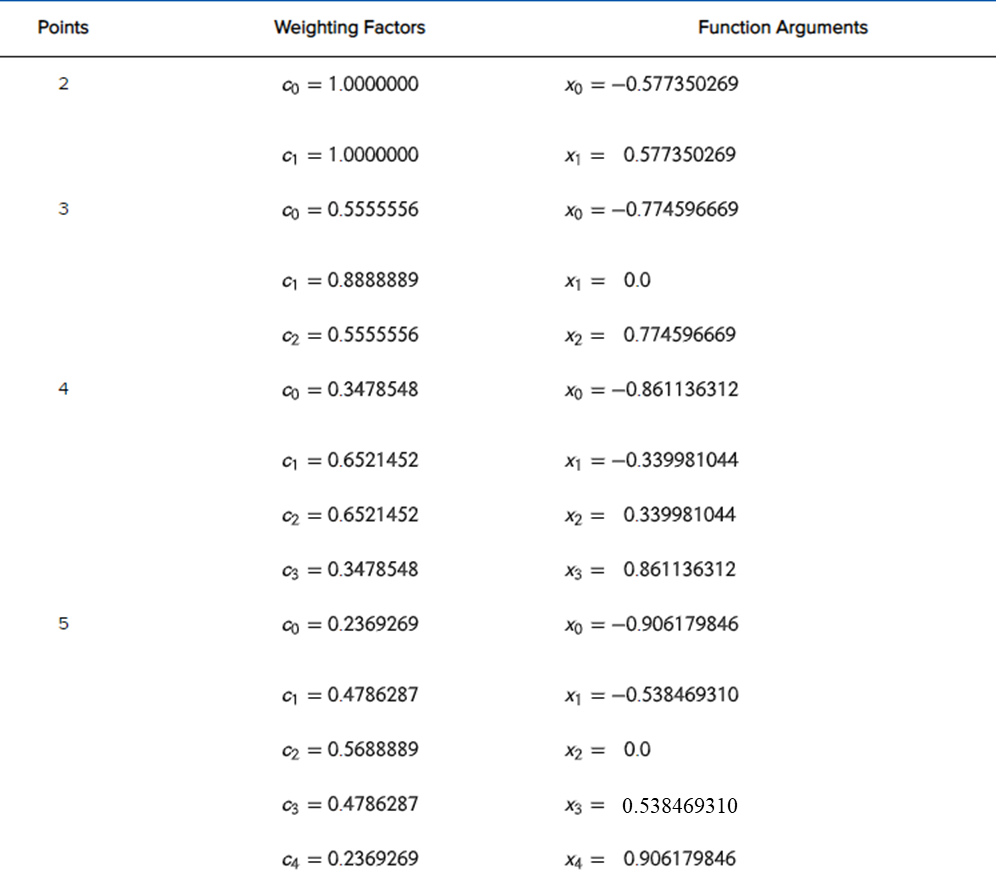 Points Weighting Factors Function Arguments
2 c₀ = 1.0000000 x₀ = −0.577350269
c₁ = 1.0000000 x₁ = 0.577350269
3 c₀ = 0.5555556 x₀ = −0.774596669
c₁ = 0.8888889 x₁ = 0.0
c₂ = 0.5555556 x₂ = 0.774596669
4 c₀ = 0.3478548 x₀ = −0.861136312
c₁ = 0.6521452 x₁ = −0.339981044
c₂ = 0.6521452 x₂ = 0.339981044
c₃ = 0.3478548 x₃ = 0.861136312
5 c₀ = 0.2369269 x₀ = −0.906179846
c₁ = 0.4786287 x₁ = −0.538469310
c₂ = 0.5688889 x₂ = 0.0
c₃ = 0.4786287 x₃ = 0.538469310
c₄ = 0.2369269 x₄ = 0.906179846